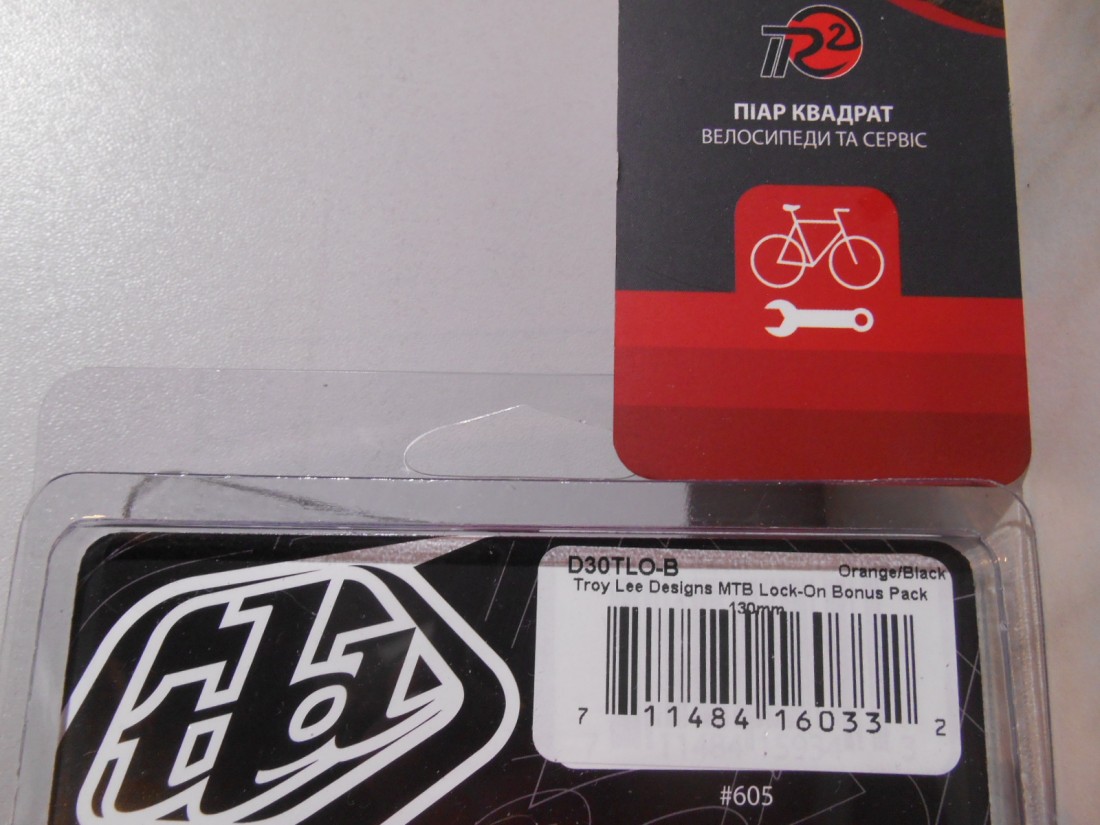 ПR2
ПІАР КВАДРАТ
ВЕЛОСИПЕДИ ТА СЕРВІС
D30TLO-B
Orange/Black
Troy Lee Designs MTB Lock-On Bonus Pack
130mm
7 11484 16033 2
#605